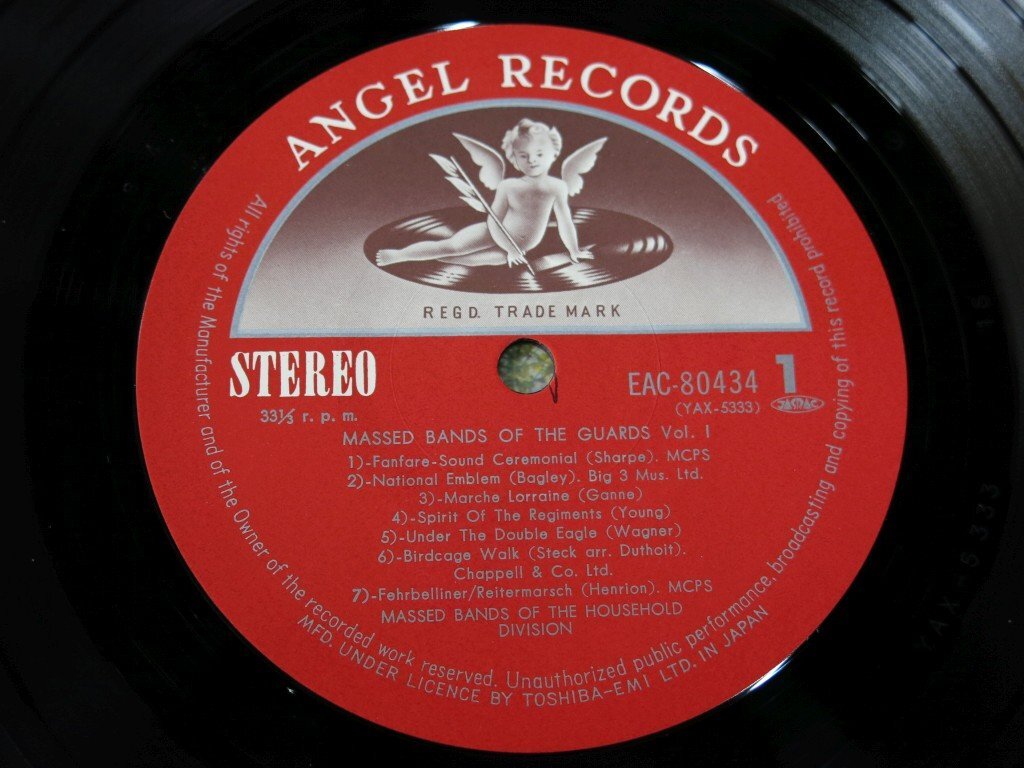 ANGEL RECORDS
REGD. TRADE MARK
STEREO
33⅓ r. p. m.
EAC-80434 1
(YAX-5333) JASRAC
MASSED BANDS OF THE GUARDS Vol. I
1)-Fanfare-Sound Ceremonial (Sharpe). MCPS
2)-National Emblem (Bagley). Big 3 Mus. Ltd.
3)-Marche Lorraine (Ganne)
4)-Spirit Of The Regiments (Young)
5)-Under The Double Eagle (Wagner)
6)-Birdcage Walk (Steck arr. Duthoit).
Chappell & Co. Ltd.
7)-Fehrbelliner/Reitermarsch (Henrion). MCPS
MASSED BANDS OF THE HOUSEHOLD
DIVISION
All rights of the Manufacturer and of the Owner of the recorded work reserved. Unauthorized public performance, broadcasting and copying of this record prohibited
MFD. UNDER LICENCE BY TOSHIBA-EMI LTD. IN JAPAN
YAX-5333 1S